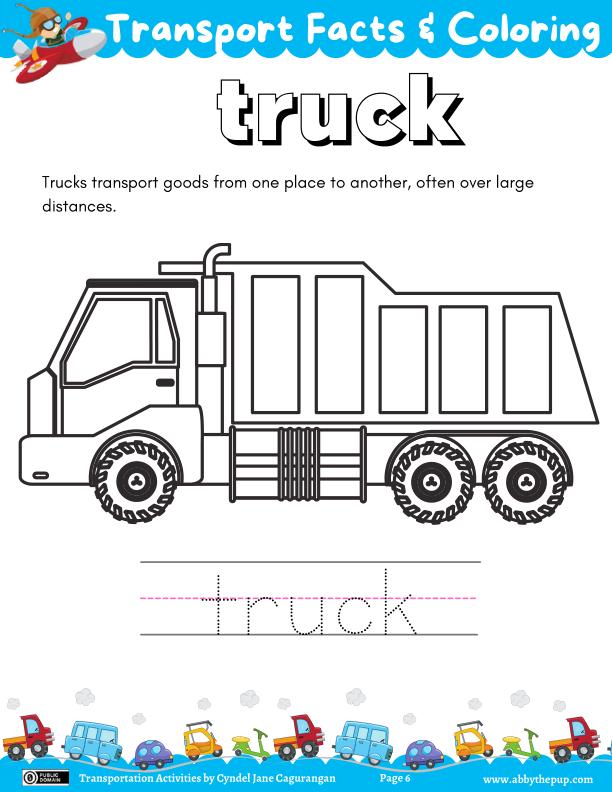 Transport Facts & Coloring
truck
Trucks transport goods from one place to another, often over large
distances.
truck
PUBLIC
DOMAIN
Transportation Activities by Cyndel Jane Cagurangan
Page 6
www.abbythepup.com